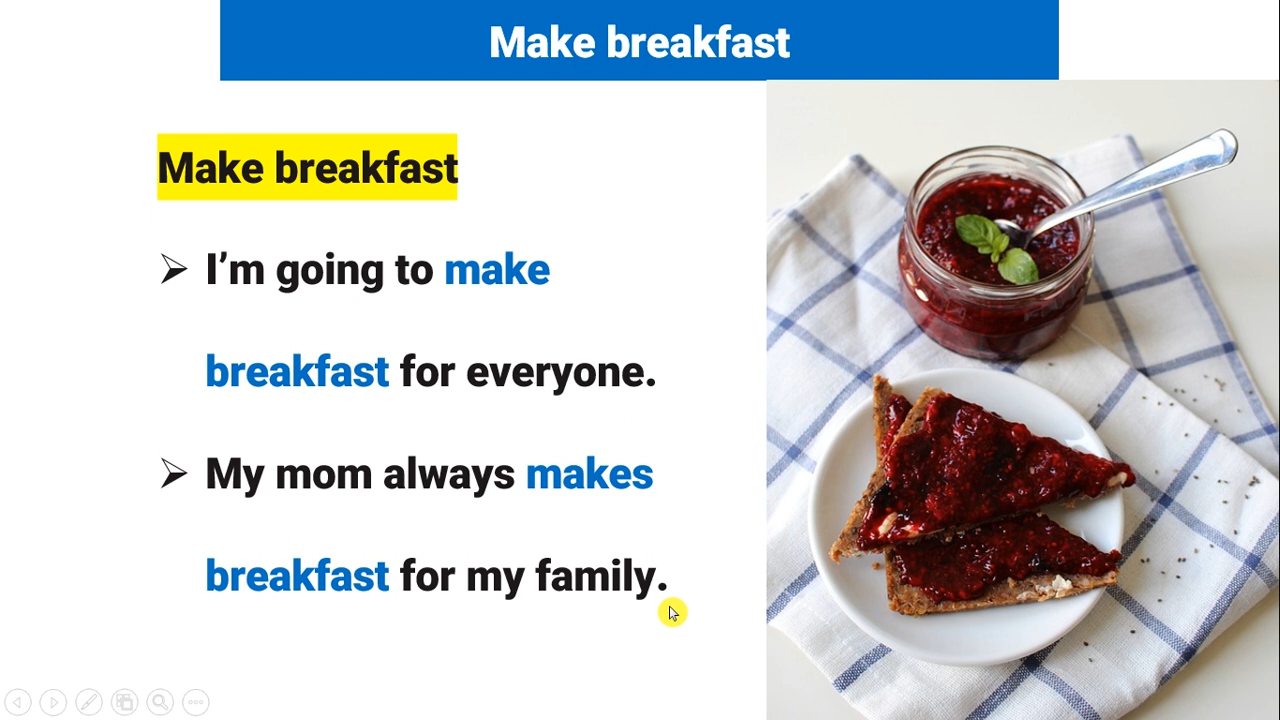 Make breakfast
Make breakfast
I’m going to make
breakfast for everyone.
My mom always makes
breakfast for my family.